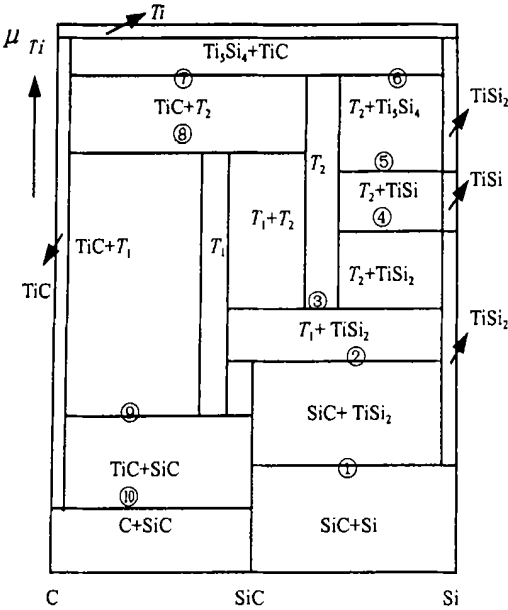 Ti
μ Ti
Ti₅Si₄+TiC
⑦ ⑥
TiC+T₂
⑧
T₂
T₂+Ti₅Si₄
TiSi₂
⑤
T₂+TiSi
④
TiSi
T₁+T₂
TiC+T₁
T₁
TiC
T₂+TiSi₂
③
T₁+TiSi₂
②
TiSi₂
SiC+TiSi₂
⑨
TiC+SiC
①
⑩
C+SiC
SiC+Si
C SiC Si